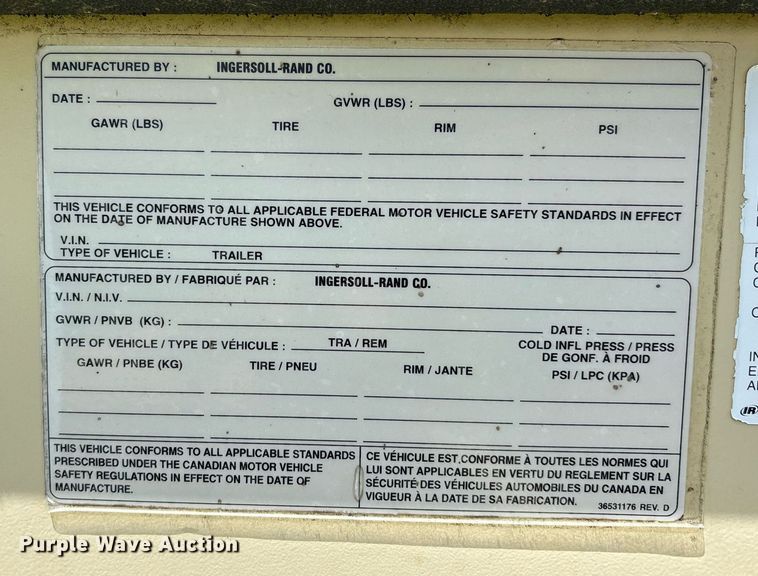 MANUFACTURED BY : INGERSOLL-RAND CO.
DATE : GVWR (LBS) :
GAWR (LBS) TIRE RIM PSI
THIS VEHICLE CONFORMS TO ALL APPLICABLE FEDERAL MOTOR VEHICLE SAFETY STANDARDS IN EFFECT
ON THE DATE OF MANUFACTURE SHOWN ABOVE.
V.I.N.
TYPE OF VEHICLE : TRAILER
MANUFACTURED BY / FABRIQUÉ PAR : INGERSOLL-RAND CO.
V.I.N. / N.I.V.
GVWR / PNVB (KG) : DATE :
TYPE OF VEHICLE / TYPE DE VÉHICULE : TRA / REM
COLD INFL PRESS / PRESS
DE GONF. À FROID
GAWR / PNBE (KG) TIRE / PNEU RIM / JANTE PSI / LPC (KPA)
THIS VEHICLE CONFORMS TO ALL APPLICABLE STANDARDS
PRESCRIBED UNDER THE CANADIAN MOTOR VEHICLE
SAFETY REGULATIONS IN EFFECT ON THE DATE OF
MANUFACTURE.
CE VÉHICULE EST CONFORME À TOUTES LES NORMES QUI
LUI SONT APPLICABLES EN VERTU DU REGLEMENT SUR LA
SÉCURITÉ DES VÉHICULES AUTOMOBILES DU CANADA EN
VIGUEUR À LA DATE DE SA FABRICATION.
36531176 REV. D
IR
Purple Wave Auction